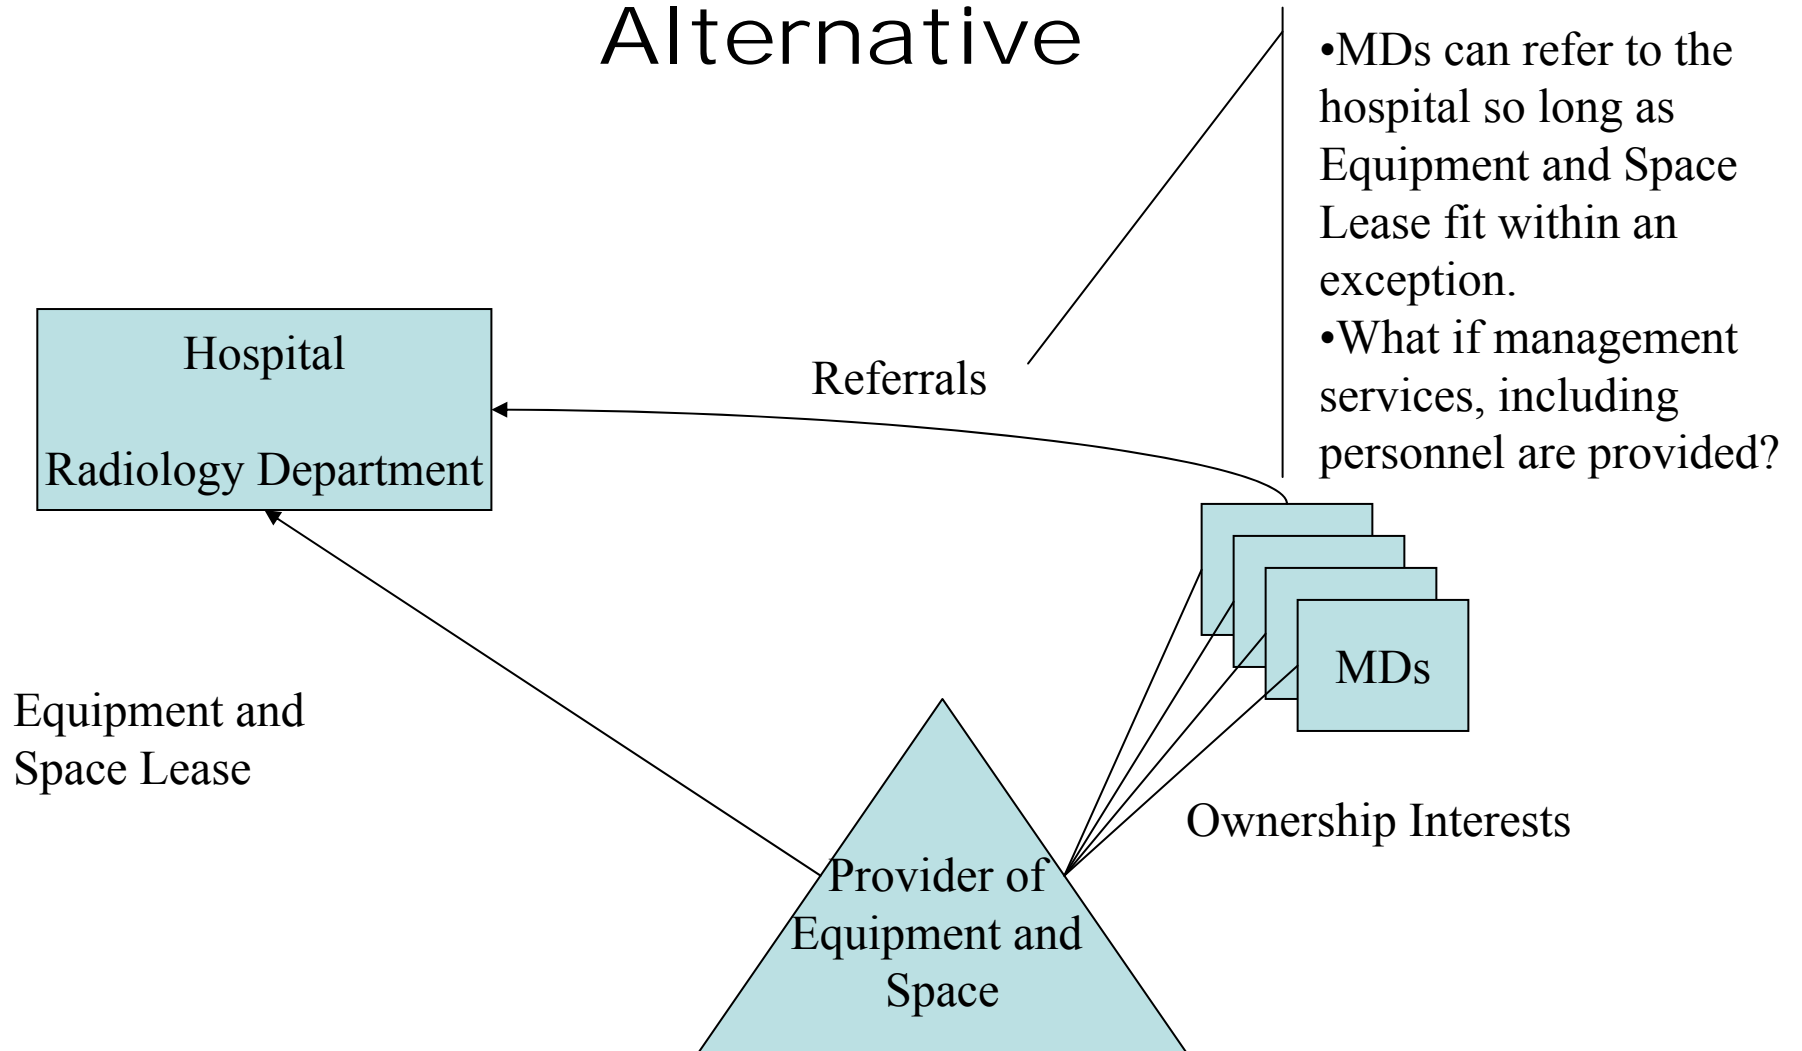 Alternative
•MDs can refer to the
hospital so long as
Equipment and Space
Lease fit within an
exception.
•What if management
services, including
personnel are provided?
Hospital
Radiology Department
Referrals
MDs
Equipment and
Space Lease
Ownership Interests
Provider of
Equipment and
Space